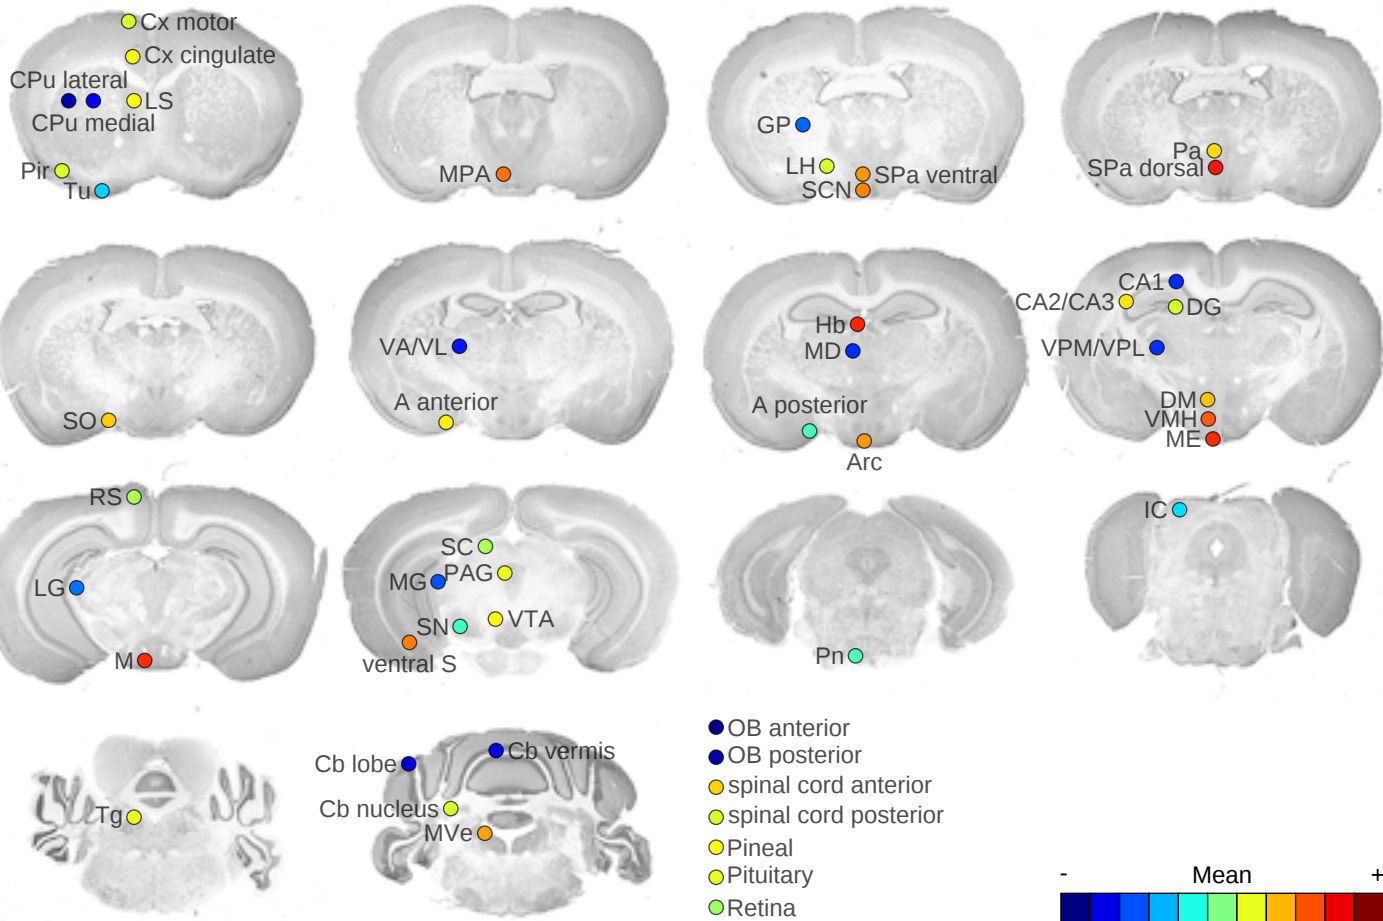 Cx motor
Cx cingulate
CPu lateral
LS
CPu medial
Pir
Tu
MPA
GP
LH
SPa ventral
SCN
Pa
SPa dorsal
SO
VA/VL
A anterior
Hb
MD
A posterior
Arc
CA1
CA2/CA3
DG
VPM/VPL
DM
VMH
ME
RS
LG
M
SC
MG
PAG
SN
VTA
ventral S
Pn
IC
Tg
Cb lobe
Cb vermis
Cb nucleus
MVe
OB anterior
OB posterior
spinal cord anterior
spinal cord posterior
Pineal
Pituitary
Retina
- Mean +